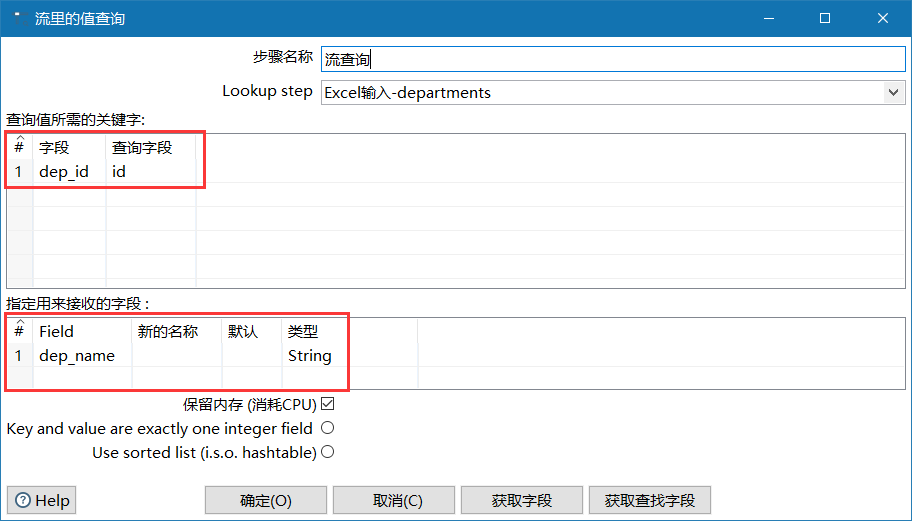 流里的值查询
步骤名称 流查询
Lookup step Excel输入-departments
查询值所需的关键字:
# 字段 查询字段
1 dep_id id
指定用来接收的字段 :
# Field 新的名称 默认 类型
1 dep_name String
保留内存 (消耗CPU)
Key and value are exactly one integer field
Use sorted list (i.s.o. hashtable)
Help 确定(O) 取消(C) 获取字段 获取查找字段